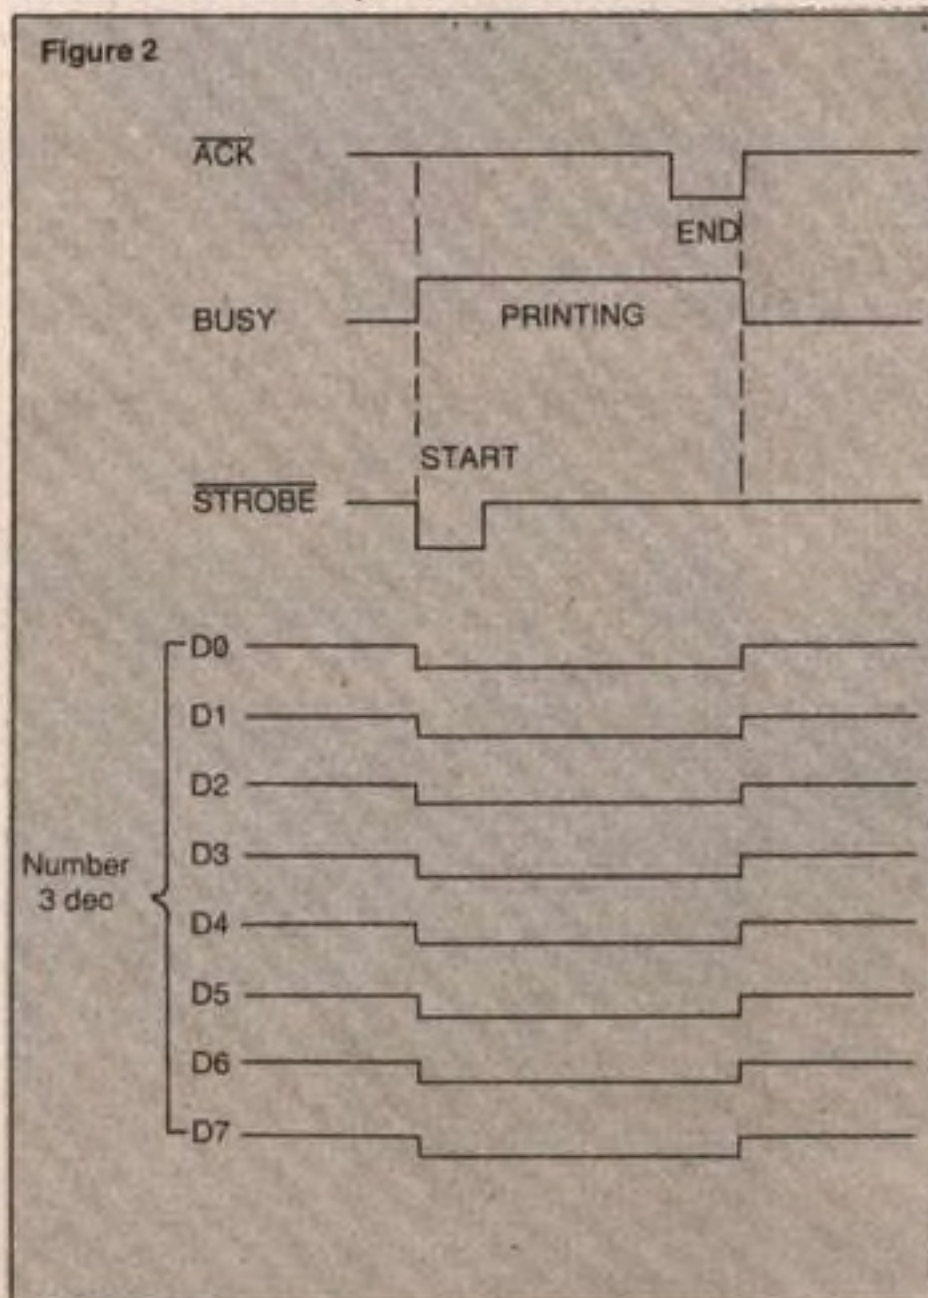 Figure 2
ACK
END
BUSY
PRINTING
START
STROBE
D0
D1
D2
D3
Number
3 dec
D4
D5
D6
D7